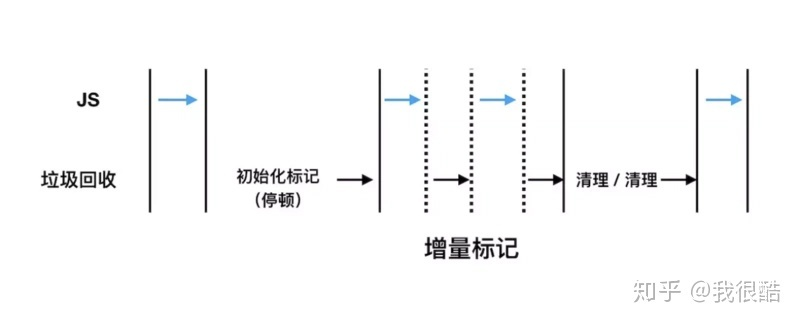 JS
垃圾回收
初始化标记
（停顿）
清理 / 清理
增量标记
知乎 @我很酷